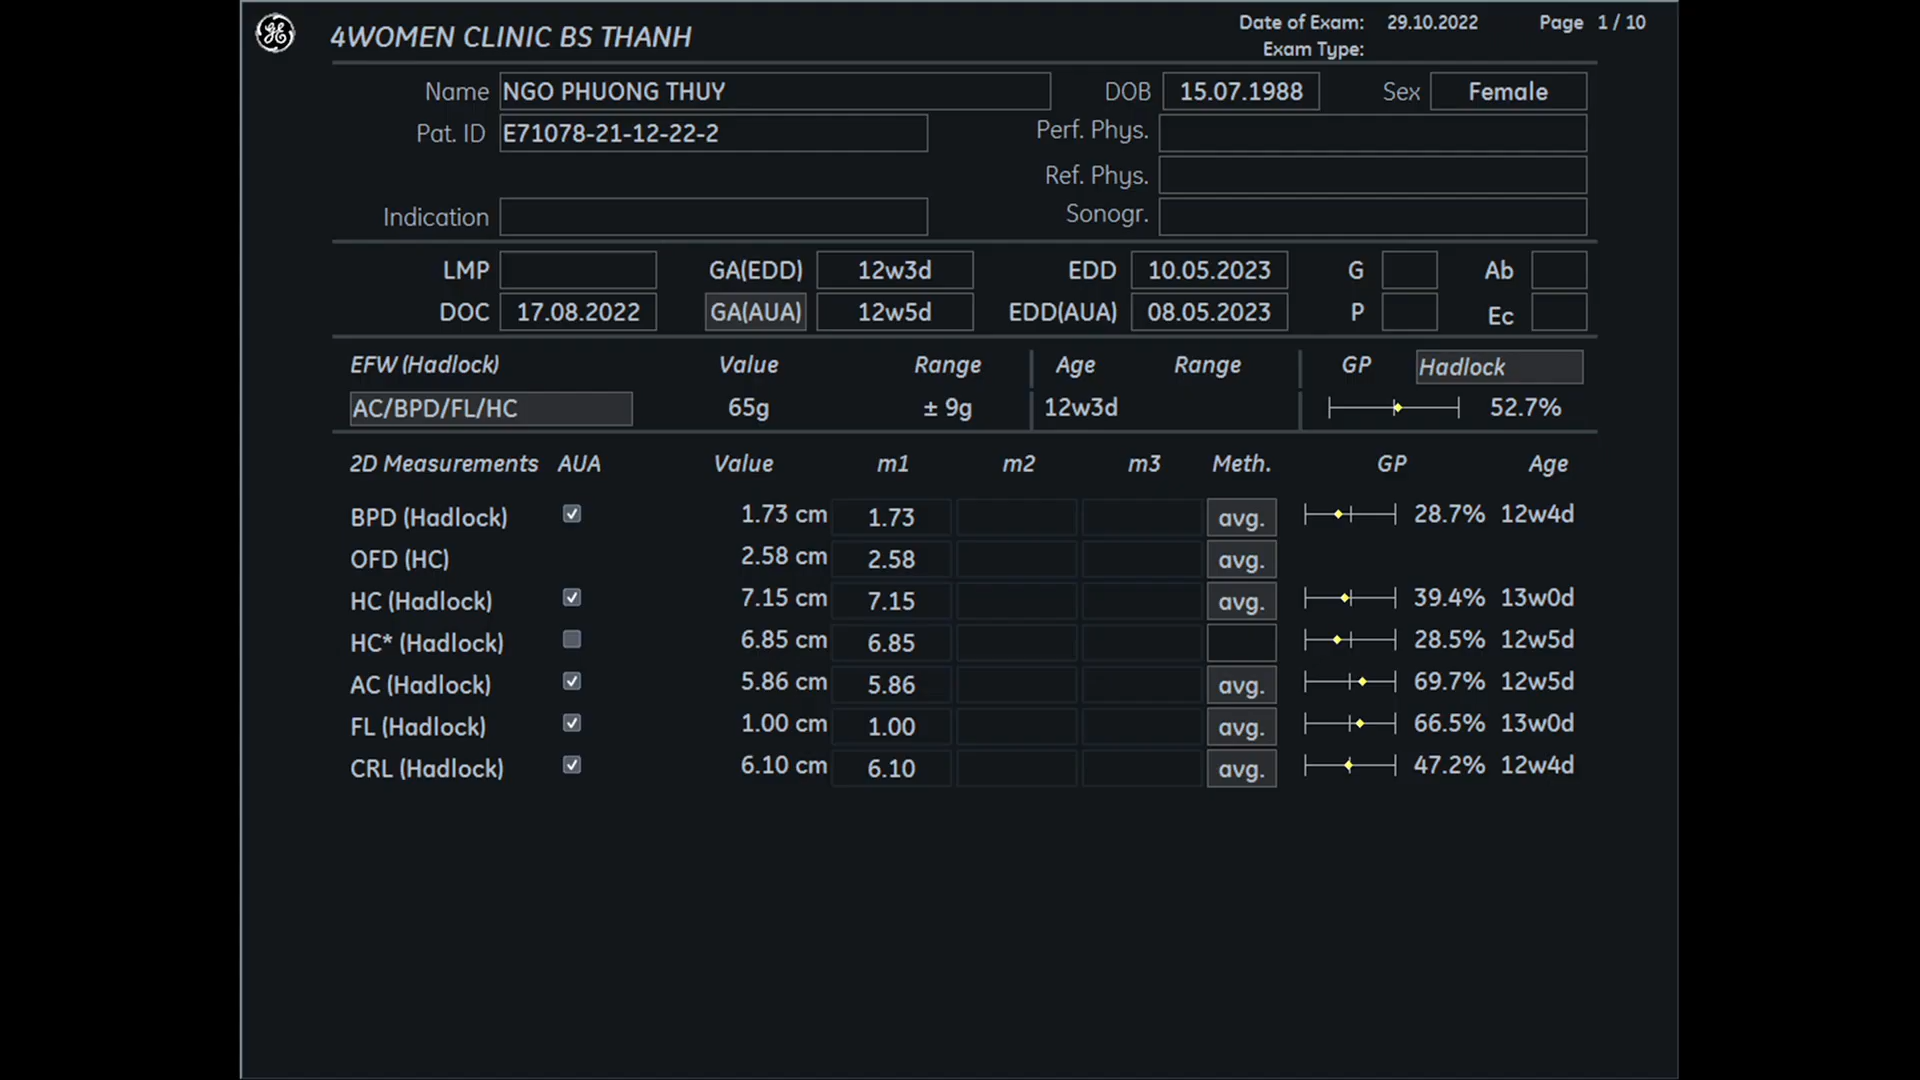 4WOMEN CLINIC BS THANH Date of Exam: 29.10.2022 Page 1 / 10
Exam Type:
Name NGO PHUONG THUY DOB 15.07.1988 Sex Female
Pat. ID E71078-21-12-22-2 Perf. Phys.
Ref. Phys.
Indication Sonogr.
LMP GA(EDD) 12w3d EDD 10.05.2023 G Ab
DOC 17.08.2022 GA(AUA) 12w5d EDD(AUA) 08.05.2023 P Ec
EFW (Hadlock) Value Range Age Range GP Hadlock
AC/BPD/FL/HC 65g ± 9g 12w3d 52.7%
2D Measurements AUA Value m1 m2 m3 Meth. GP Age
BPD (Hadlock) 1.73 cm 1.73 avg. 28.7% 12w4d
OFD (HC) 2.58 cm 2.58 avg.
HC (Hadlock) 7.15 cm 7.15 avg. 39.4% 13w0d
HC* (Hadlock) 6.85 cm 6.85 28.5% 12w5d
AC (Hadlock) 5.86 cm 5.86 avg. 69.7% 12w5d
FL (Hadlock) 1.00 cm 1.00 avg. 66.5% 13w0d
CRL (Hadlock) 6.10 cm 6.10 avg. 47.2% 12w4d